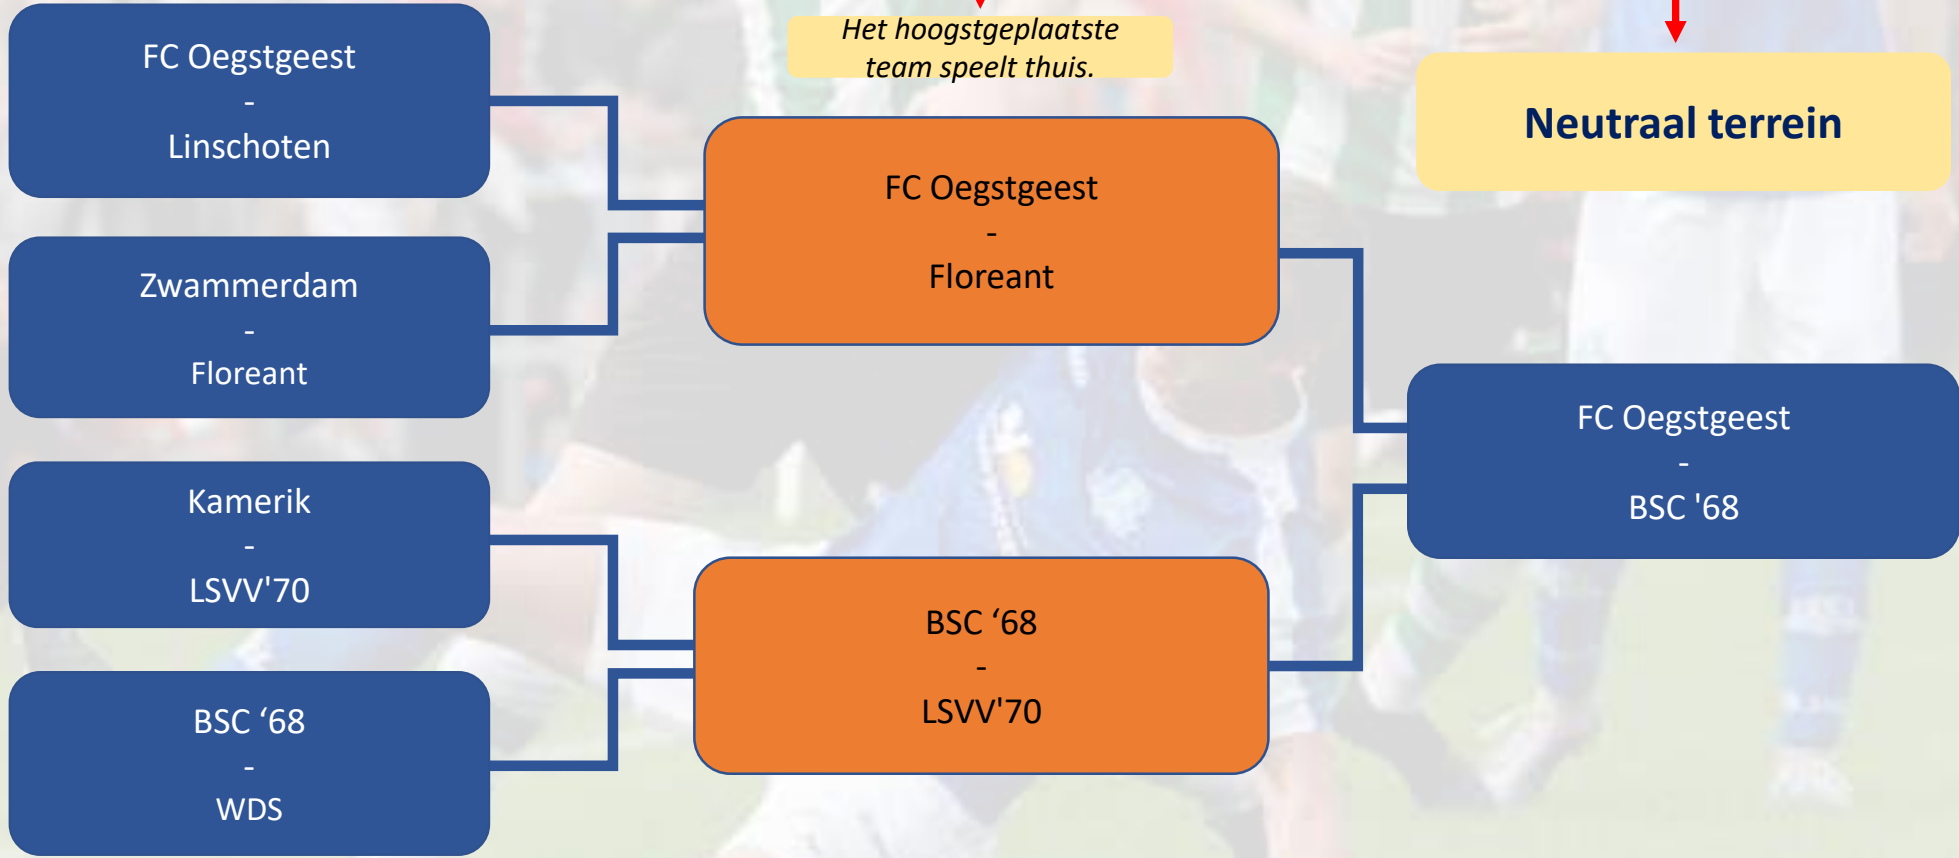 FC Oegstgeest
-
Linschoten
Zwammerdam
-
Floreant
Kamerik
-
LSVV'70
BSC ‘68
-
WDS
Het hoogstgeplaatste
team speelt thuis.
FC Oegstgeest
-
Floreant
BSC ‘68
-
LSVV'70
Neutraal terrein
FC Oegstgeest
-
BSC '68